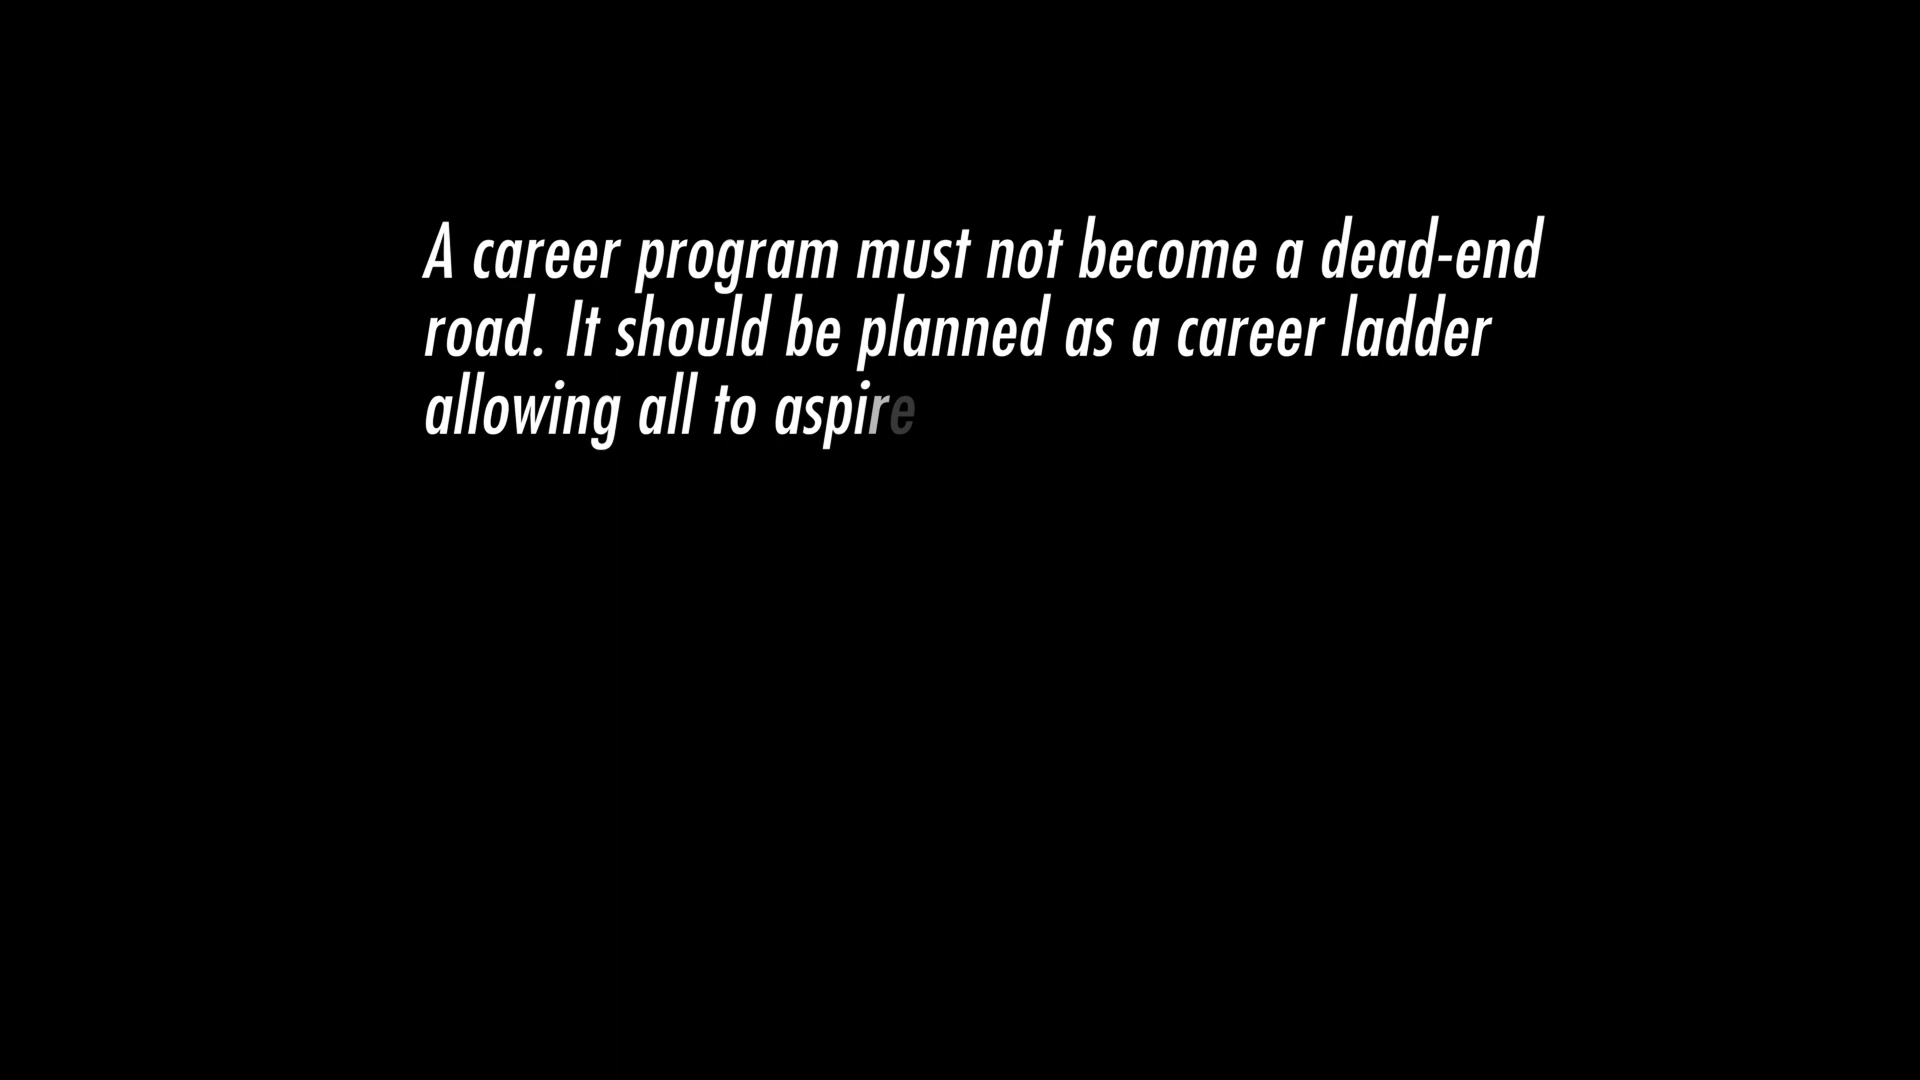 A career program must not become a dead-end
road. It should be planned as a career ladder
allowing all to aspire